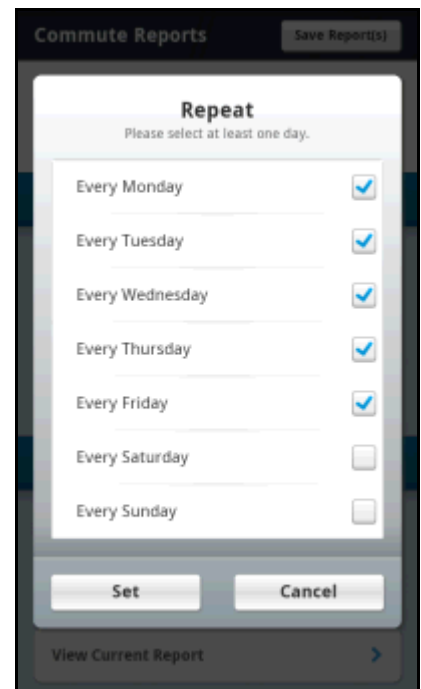 Commute Reports
Save Report(s)
Repeat
Please select at least one day.
Every Monday
Every Tuesday
Every Wednesday
Every Thursday
Every Friday
Every Saturday
Every Sunday
Set
Cancel
View Current Report